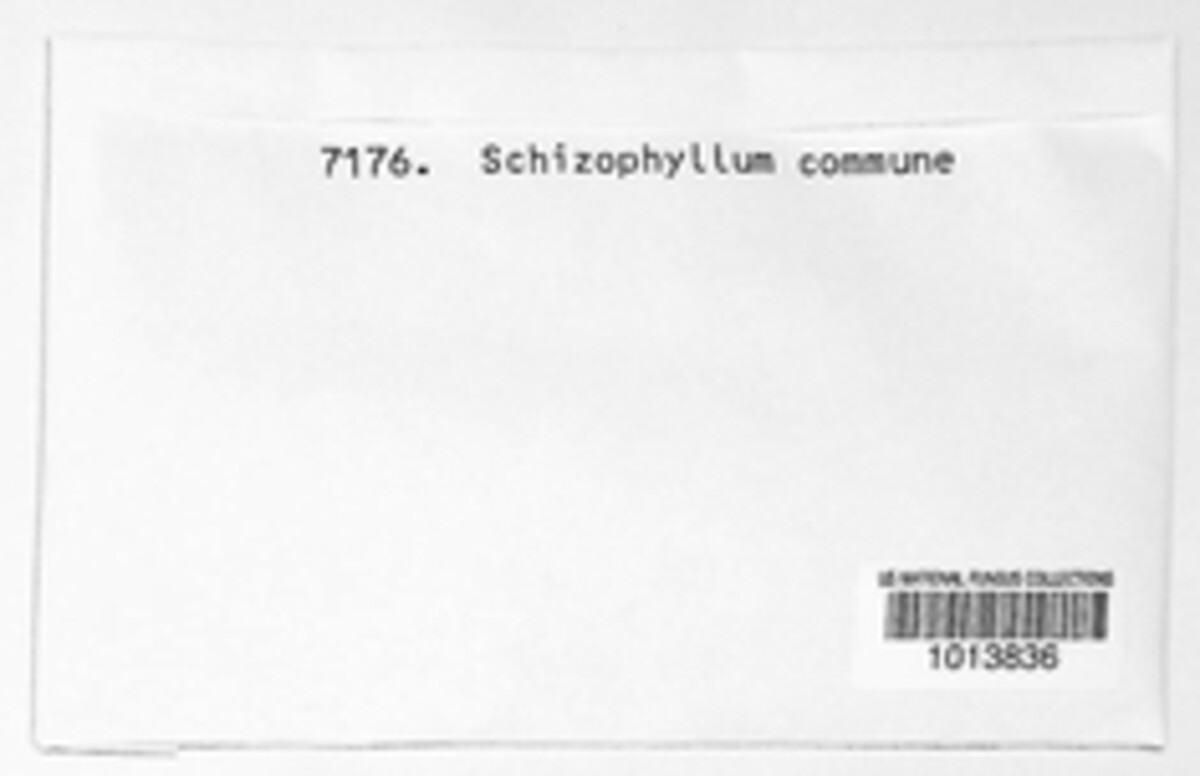 7176. Schizophyllum commune
US NATIONAL FUNGUS COLLECTIONS
1013836